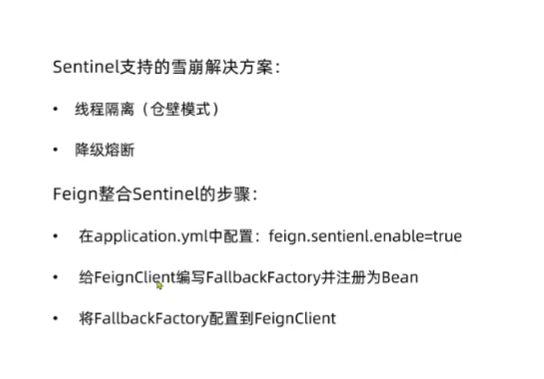 Sentinel支持的雪崩解决方案：
• 线程隔离（仓壁模式）
• 降级熔断
Feign整合Sentinel的步骤：
• 在application.yml中配置：feign.sentienl.enable=true
• 给FeignClient编写FallbackFactory并注册为Bean
• 将FallbackFactory配置到FeignClient